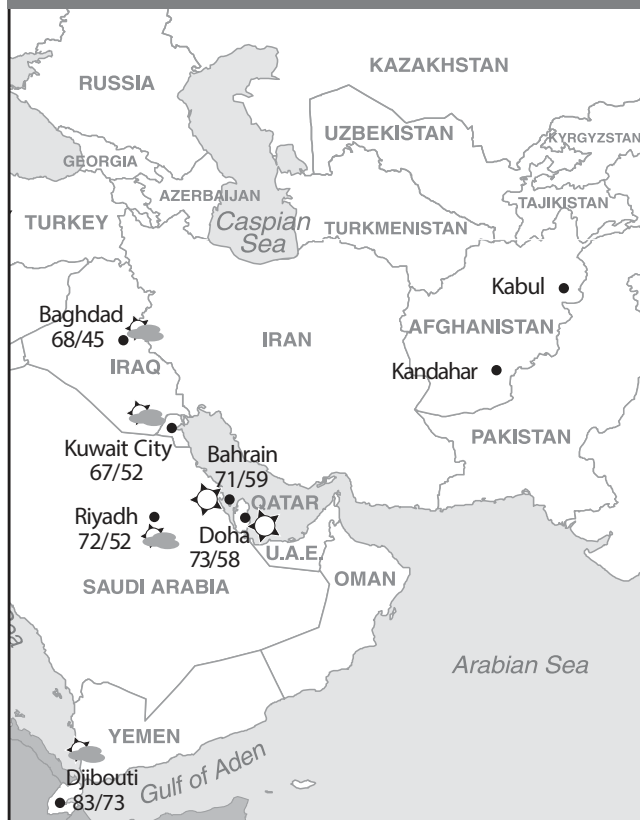 KAZAKHSTAN
RUSSIA
UZBEKISTAN
KYRGYZSTAN
GEORGIA
AZERBAIJAN
TAJIKISTAN
TURKEY
Caspian
Sea
TURKMENISTAN
Kabul
Baghdad
68/45
IRAN
AFGHANISTAN
IRAQ
Kandahar
PAKISTAN
Kuwait City
67/52
Bahrain
71/59
QATAR
Riyadh
72/52
Doha
73/58
U.A.E.
OMAN
SAUDI ARABIA
Arabian Sea
YEMEN
Gulf of Aden
Djibouti
83/73